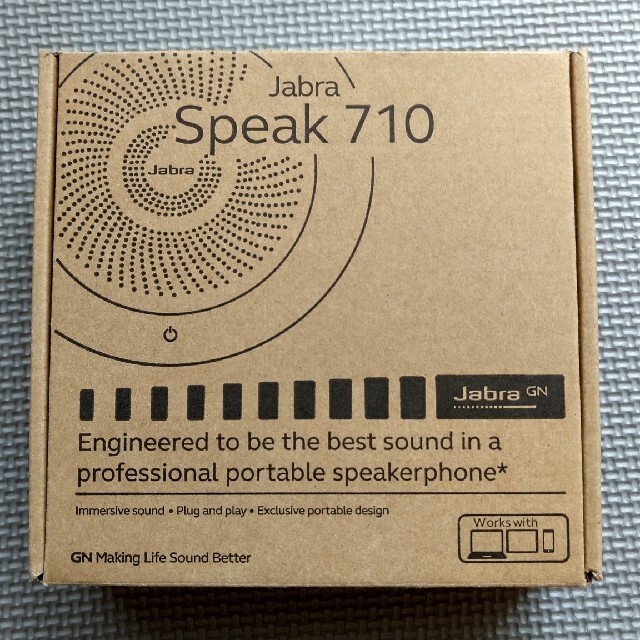 Jabra
Speak 710
Jabra
Jabra GN
Engineered to be the best sound in a
professional portable speakerphone*
Immersive sound • Plug and play • Exclusive portable design
Works with
GN Making Life Sound Better